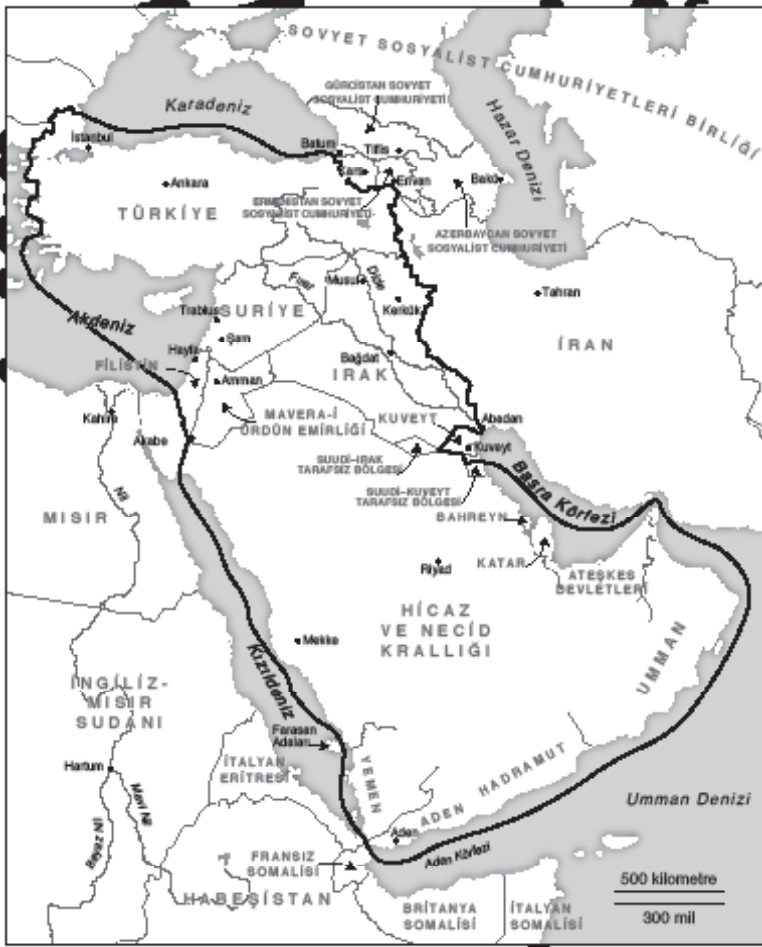 SOVYET SOSYALİST CUMHURİYETLERİ BİRLİĞİ
Karadeniz
GÜRCİSTAN SOVYET
SOSYALİST CUMHURİYETİ
Hazar Denizi
İstanbul
Batum
Tiflis
Kars
Erivan
Bakü
Ankara
TÜRKİYE
ERMENİSTAN SOVYET
SOSYALİST CUMHURİYETİ
AZERBAYCAN SOVYET
SOSYALİST CUMHURİYETİ
Fırat
Musul
Dicle
Tahran
Kerkük
Trablus
SURİYE
Akdeniz
Şam
Hayfa
Bağdat
İRAN
FİLİSTİN
IRAK
Amman
Kahire
MAVERA-İ
ÜRDÜN EMİRLİĞİ
KUVEYT
Abadan
Akabe
Kuveyt
SUUDİ-IRAK
TARAFSIZ BÖLGESİ
SUUDİ-KUVEYT
TARAFSIZ BÖLGESİ
Basra Körfezi
Nil
MISIR
BAHREYN
Riyad
KATAR
ATEŞKES
DEVLETLERİ
HİCAZ
VE NECİD
KRALLIĞI
Mekke
UMMAN
Kızıldeniz
İNGİLİZ-
MISIR
SUDANI
Farasan
Adaları
İTALYAN
ERİTRESİ
YEMEN
Hartum
Mavi Nil
Beyaz Nil
ADEN HADRAMUT
Umman Denizi
Aden
Aden Körfezi
FRANSIZ
SOMALİSİ
HABEŞİSTAN
BRİTANYA
SOMALİSİ
İTALYAN
SOMALİSİ
500 kilometre
300 mil